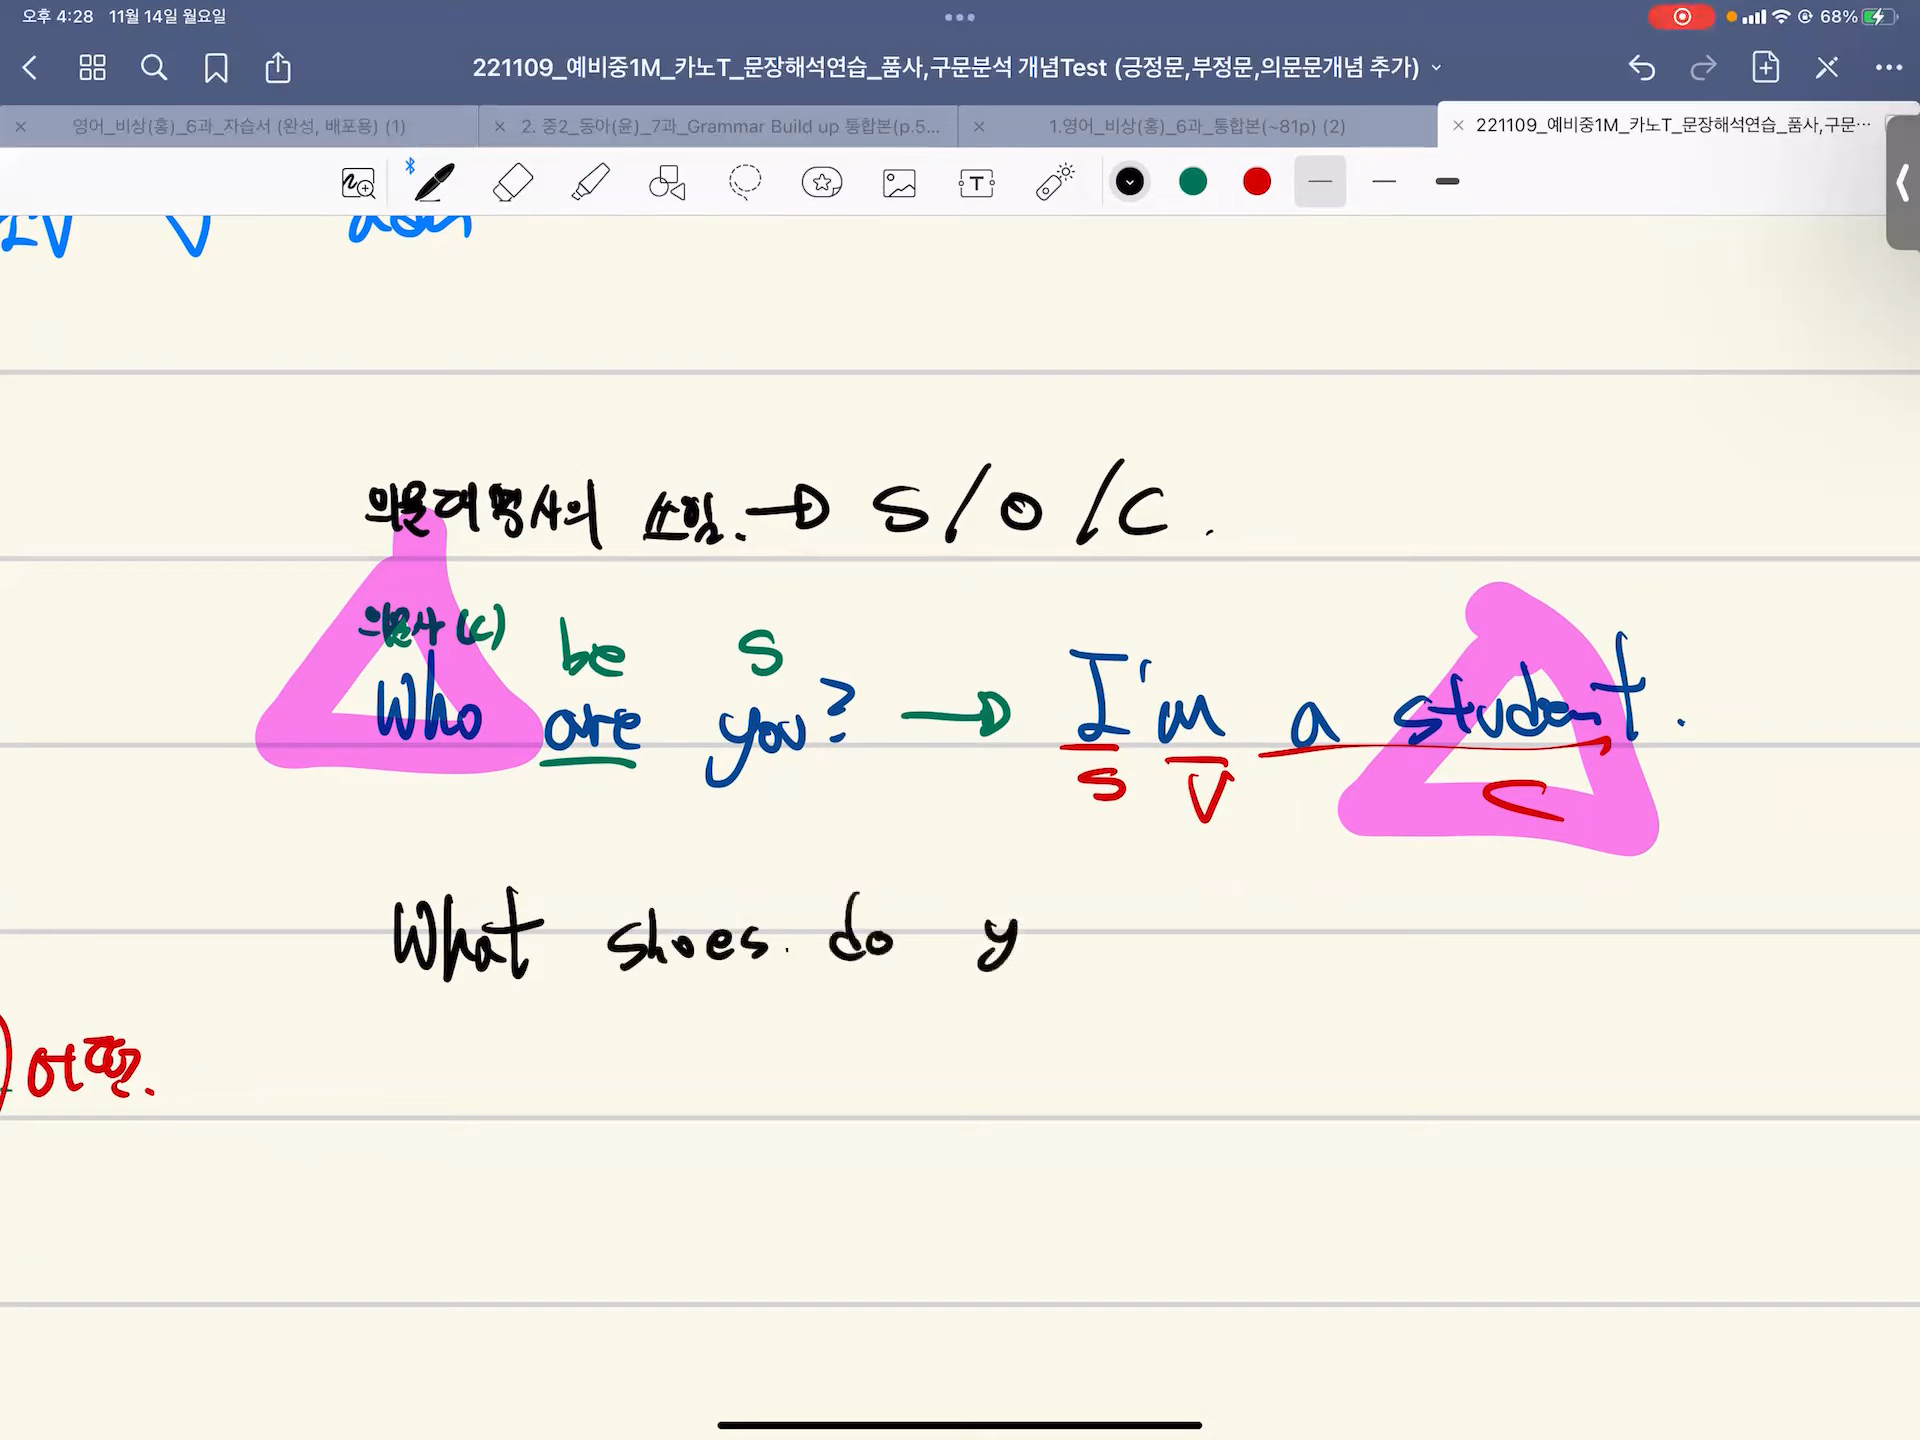 오후 4:28 11월 14일 월요일
68%
221109_예비중1M_카노T_문장해석연습_품사,구문분석 개념Test (긍정문,부정문,의문문개념 추가)
영어_비상(홍)_6과_자습서 (완성, 배포용) (1)
2. 중2_동아(윤)_7과_Grammar Build up 통합본(p.5...
1.영어_비상(홍)_6과_통합본(~81p) (2)
221109_예비중1M_카노T_문장해석연습_품사,구문…
의문대명사의 쓰임. → S / O / C .
의문사 (C) be S
Who are you? → I'm a student.
S V C
What shoes. do y
어떤.